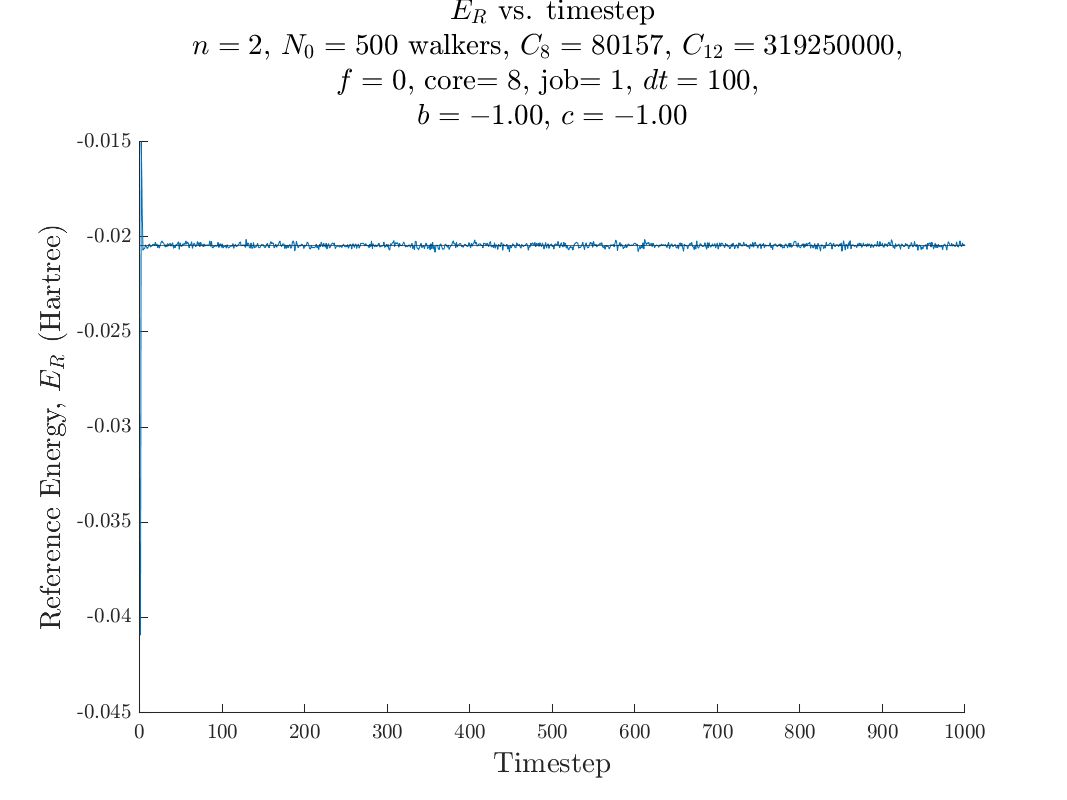 E_R vs. timestep
n = 2, N_0 = 500 walkers, C_8 = 80157, C_12 = 319250000,
f = 0, core= 8, job= 1, dt = 100,
b = −1.00, c = −1.00
-0.015
-0.02
-0.025
-0.03
-0.035
-0.04
-0.045
Reference Energy, E_R (Hartree)
0 100 200 300 400 500 600 700 800 900 1000
Timestep